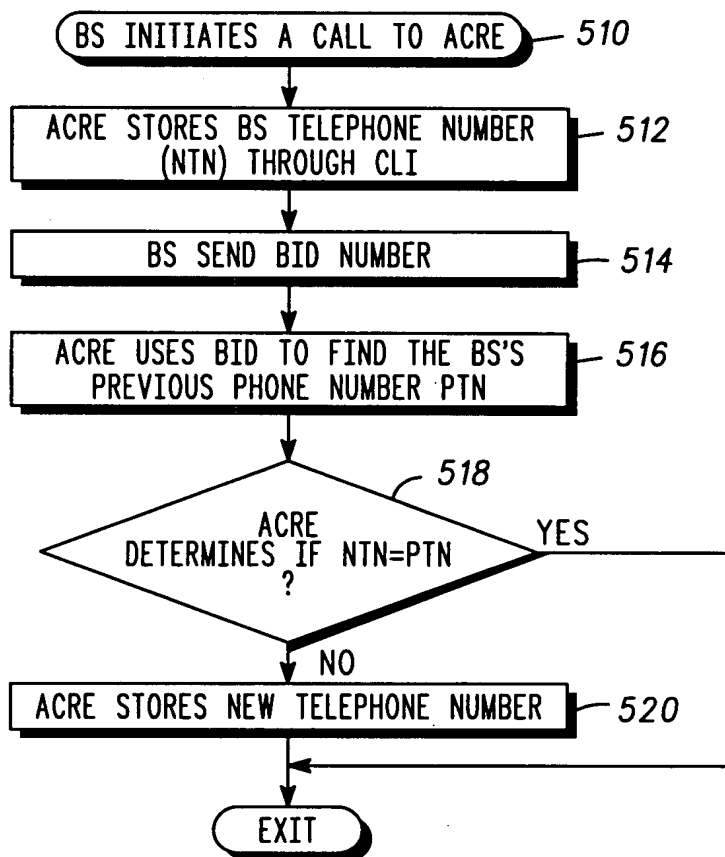 BS INITIATES A CALL TO ACRE 510
ACRE STORES BS TELEPHONE NUMBER
(NTN) THROUGH CLI
512
BS SEND BID NUMBER
514
ACRE USES BID TO FIND THE BS'S
PREVIOUS PHONE NUMBER PTN
516
518
ACRE
DETERMINES IF NTN=PTN
?
YES
NO
ACRE STORES NEW TELEPHONE NUMBER
520
EXIT